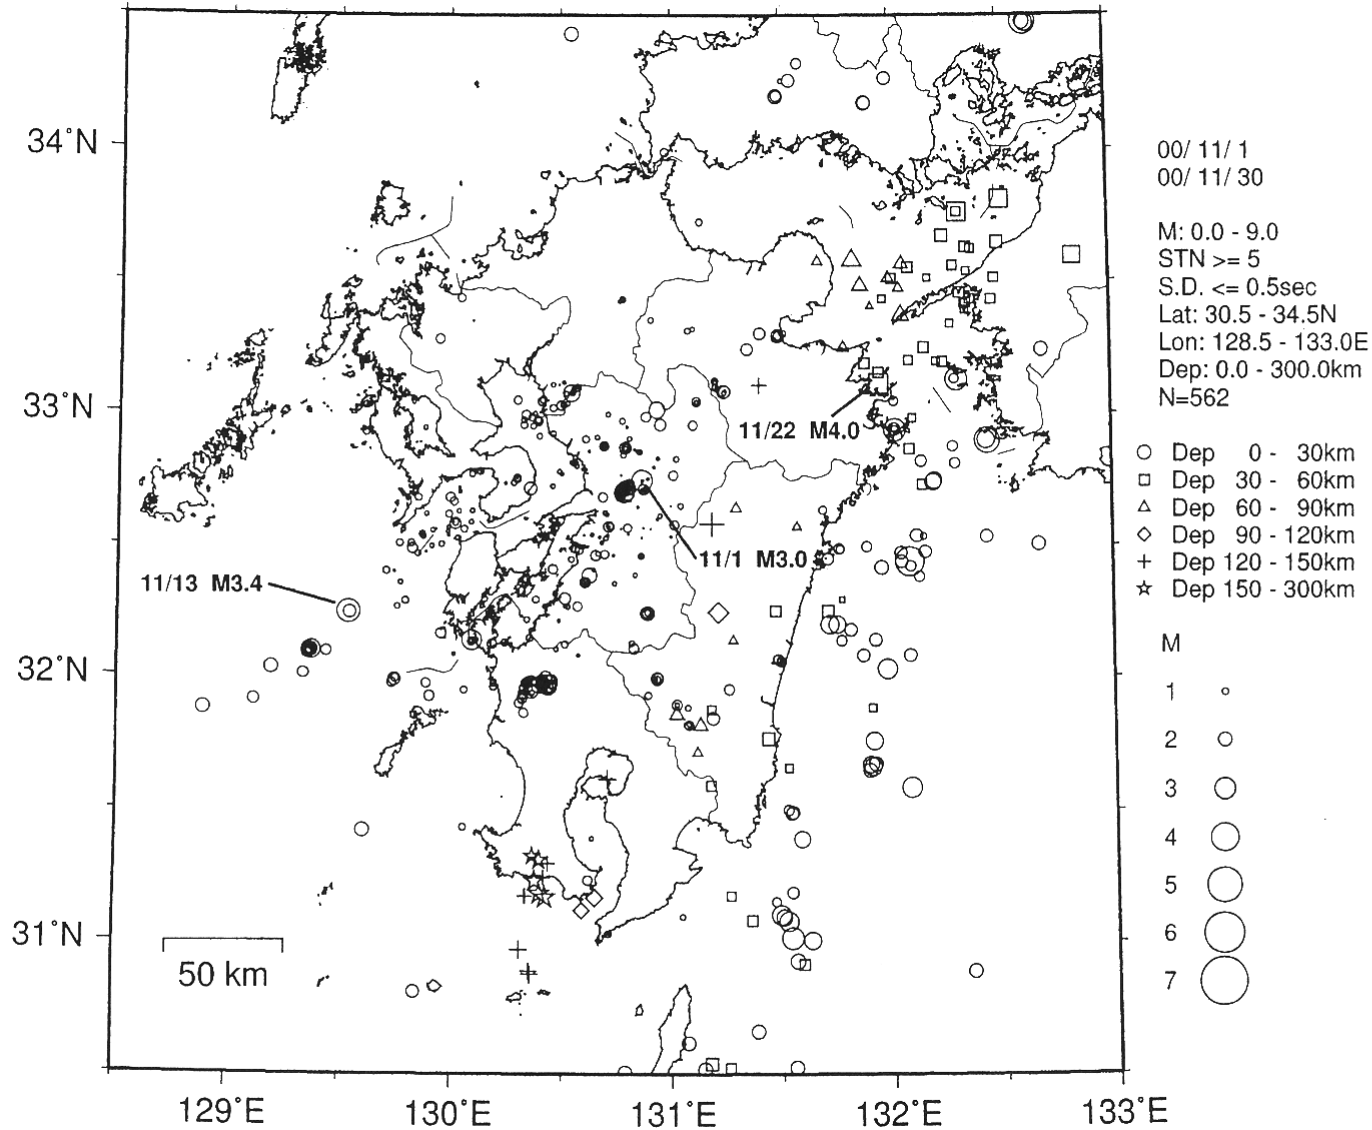 34°N
33°N
32°N
31°N
129°E
130°E
131°E
132°E
133°E
11/22 M4.0
11/1 M3.0
11/13 M3.4
50 km
00/ 11/ 1
00/ 11/ 30
M: 0.0 - 9.0
STN >= 5
S.D. <= 0.5sec
Lat: 30.5 - 34.5N
Lon: 128.5 - 133.0E
Dep: 0.0 - 300.0km
N=562
Dep 0 - 30km
Dep 30 - 60km
Dep 60 - 90km
Dep 90 - 120km
Dep 120 - 150km
Dep 150 - 300km
M
1
2
3
4
5
6
7